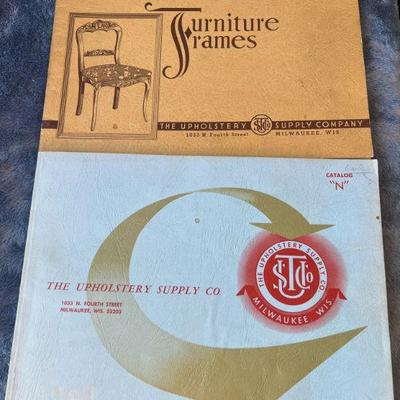 Furniture
Frames
THE UPHOLSTERY SUPPLY COMPANY
1033 N. Fourth Street MILWAUKEE, WIS.
CATALOG
"N"
THE UPHOLSTERY SUPPLY CO.
1033 N. FOURTH STREET
MILWAUKEE, WIS. 53203
THE UPHOLSTERY SUPPLY CO.
MILWAUKEE, WIS.